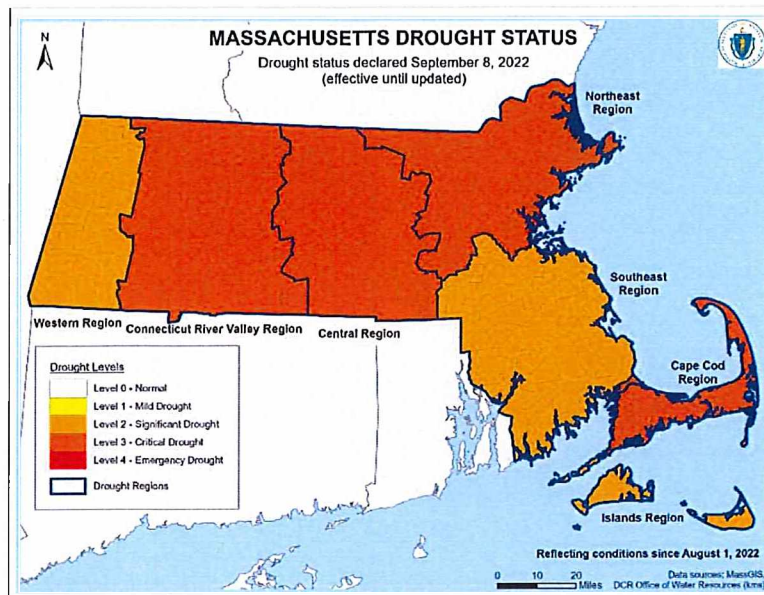 N
MASSACHUSETTS DROUGHT STATUS
Drought status declared September 8, 2022
(effective until updated)
Northeast
Region
Southeast
Region
Western Region
Connecticut River Valley Region
Central Region
Cape Cod
Region
Drought Levels
Level 0 - Normal
Level 1 - Mild Drought
Level 2 - Significant Drought
Level 3 - Critical Drought
Level 4 - Emergency Drought
Drought Regions
Islands Region
Reflecting conditions since August 1, 2022
0 10 20
Miles
Data sources: MassGIS,
DCR Office of Water Resources (kms)